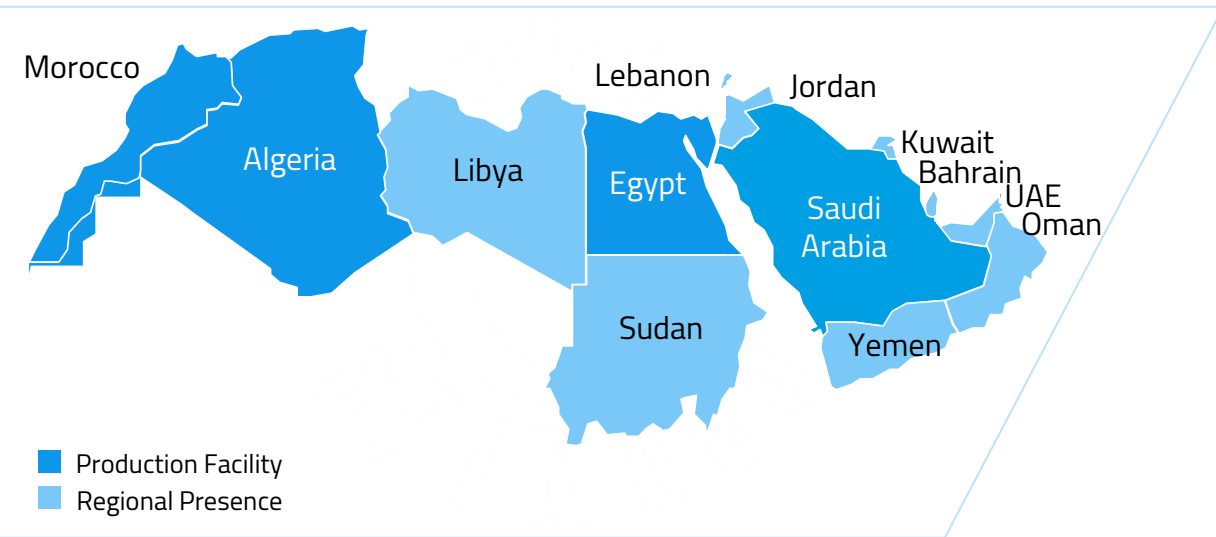 Morocco
Algeria
Libya
Egypt
Sudan
Lebanon
Jordan
Saudi
Arabia
Kuwait
Bahrain
UAE
Oman
Yemen
Production Facility
Regional Presence